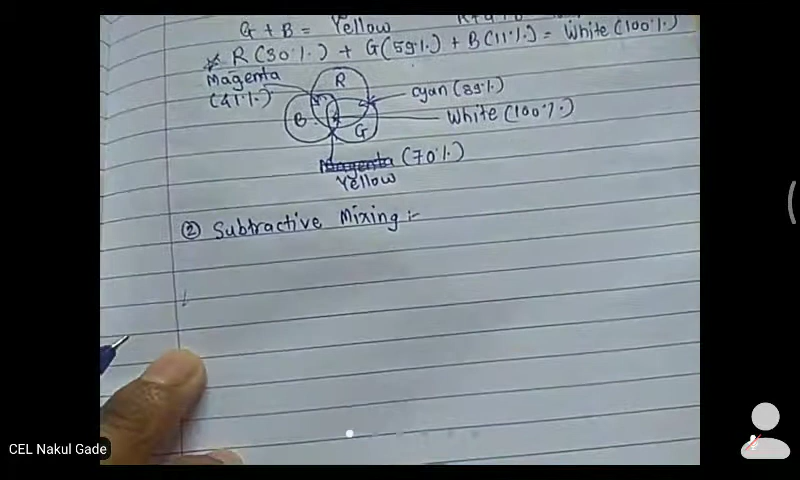 G + B = Yellow
* R (30%) + G (59%) + B (11%) = White (100%)
Magenta
(41%)
R
Cyan (89%)
B
G
White (100%)
(70%)
Yellow
② Subtractive Mixing :-
CEL Nakul Gade